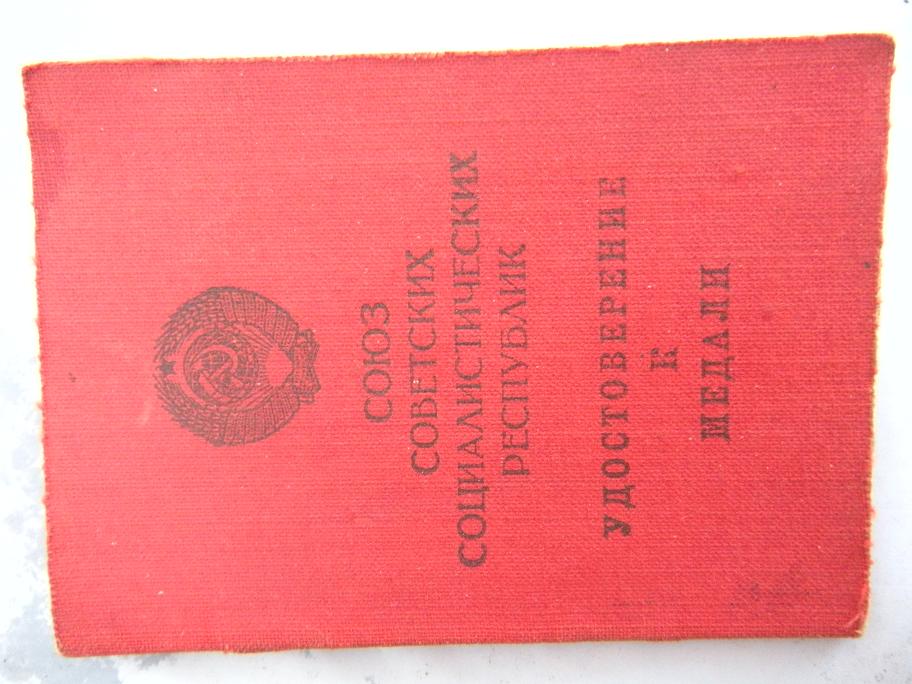 СОЮЗ
СОВЕТСКИХ
СОЦИАЛИСТИЧЕСКИХ
РЕСПУБЛИК
УДОСТОВЕРЕНИЕ
К
МЕДАЛИ